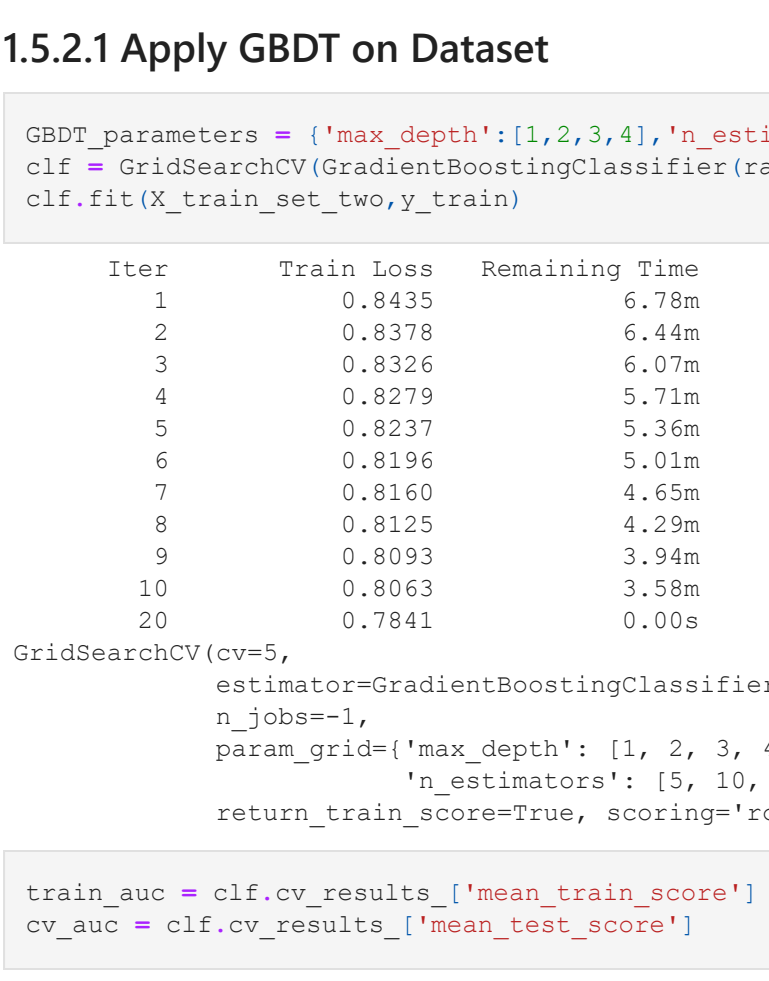 1.5.2.1 Apply GBDT on Dataset
GBDT_parameters = {'max_depth':[1,2,3,4],'n_esti
clf = GridSearchCV(GradientBoostingClassifier(ra
clf.fit(X_train_set_two,y_train)
Iter Train Loss Remaining Time
1 0.8435 6.78m
2 0.8378 6.44m
3 0.8326 6.07m
4 0.8279 5.71m
5 0.8237 5.36m
6 0.8196 5.01m
7 0.8160 4.65m
8 0.8125 4.29m
9 0.8093 3.94m
10 0.8063 3.58m
20 0.7841 0.00s
GridSearchCV(cv=5,
estimator=GradientBoostingClassifier
n_jobs=-1,
param_grid={'max_depth': [1, 2, 3, 4
'n_estimators': [5, 10,
return_train_score=True, scoring='ro
train_auc = clf.cv_results_['mean_train_score']
cv_auc = clf.cv_results_['mean_test_score']